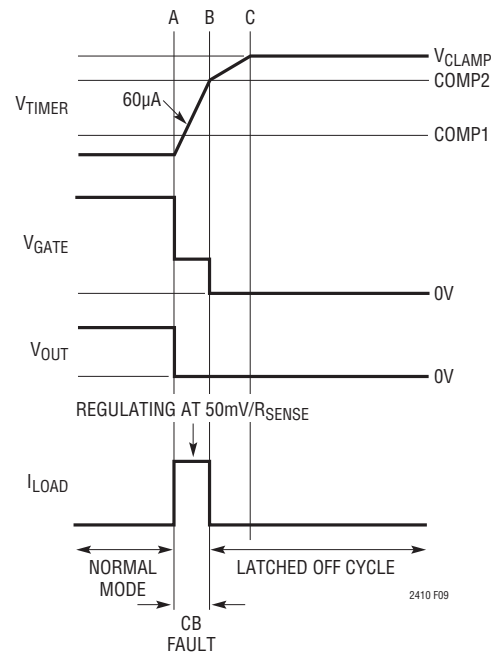 A B C
V_CLAMP
COMP2
V_TIMER
60µA
COMP1
V_GATE
0V
V_OUT
0V
REGULATING AT 50mV/R_SENSE
I_LOAD
NORMAL
MODE
LATCHED OFF CYCLE
2410 F09
CB
FAULT